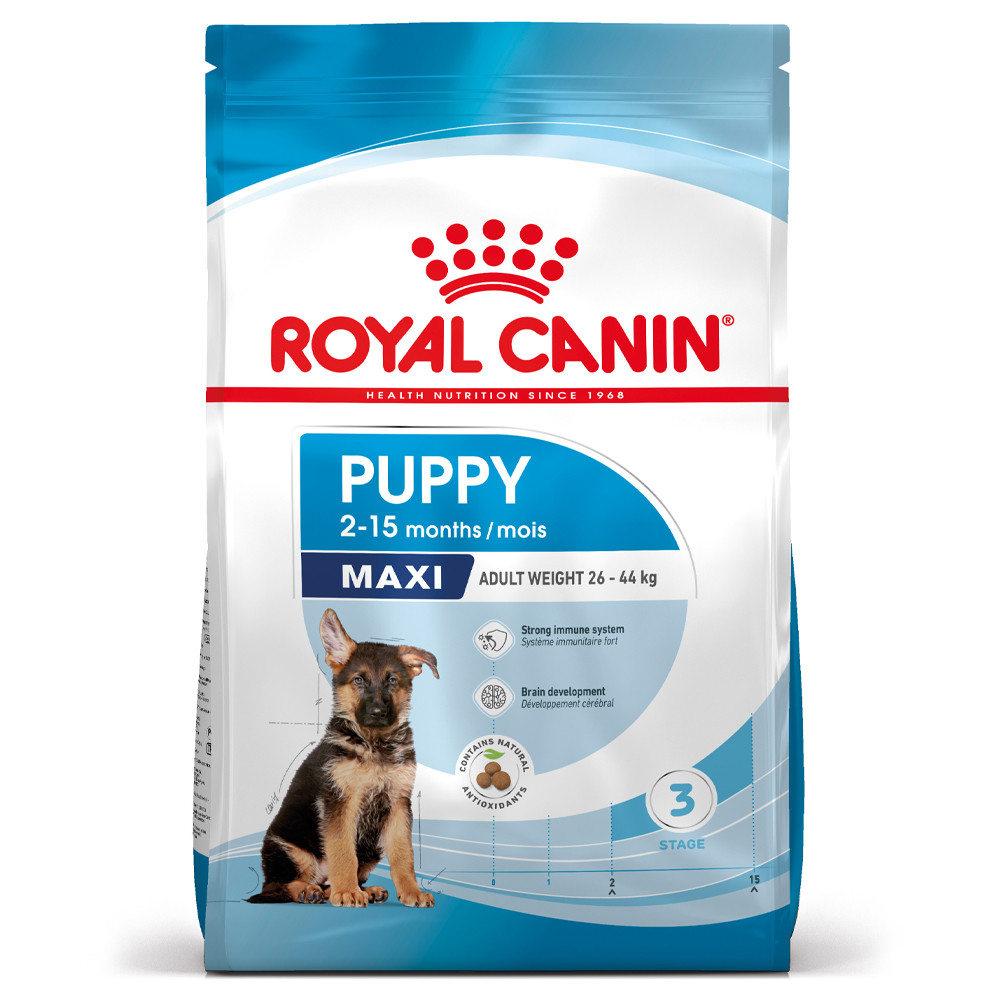 ROYAL CANIN®
HEALTH NUTRITION SINCE 1968
PUPPY
2-15 months/mois
MAXI
ADULT WEIGHT 26 - 44 kg
Strong immune system
Système immunitaire fort
Brain development
Développement cérébral
CONTAINS NATURAL
ANTIOXIDANTS
3
STAGE
0 1 2 15